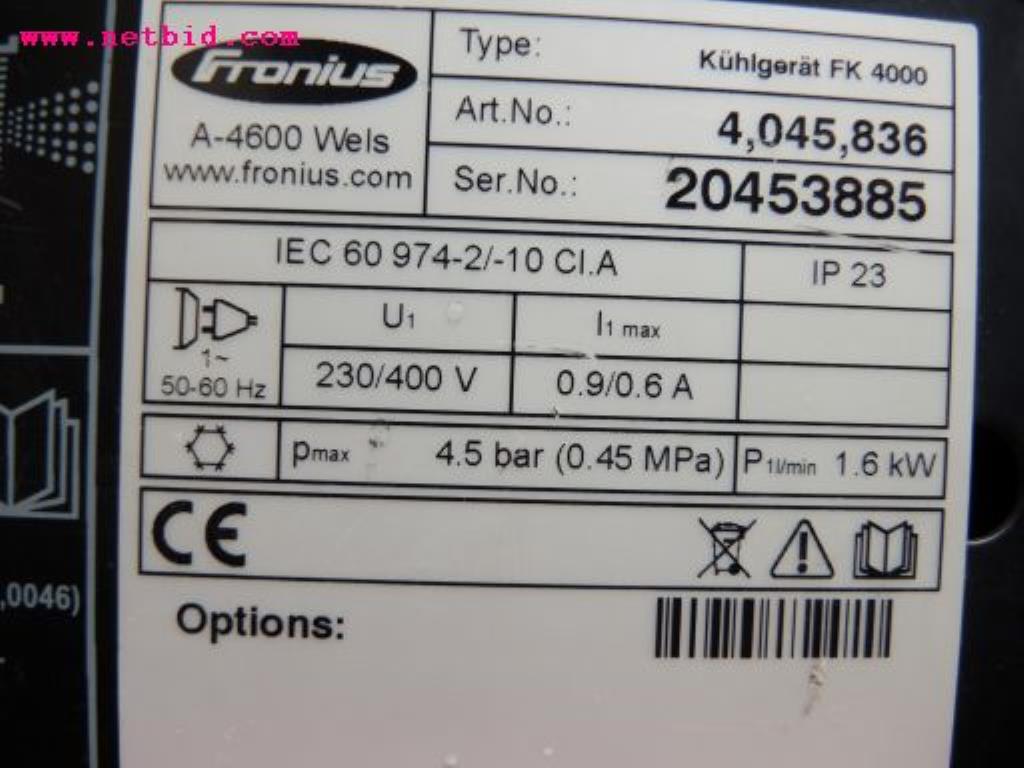 www.netbid.com
Fronius
A-4600 Wels
www.fronius.com
Type: Kühlgerät FK 4000
Art.No.: 4,045,836
Ser.No.: 20453885
IEC 60 974-2/-10 Cl.A IP 23
1~
50-60 Hz
U1 I1 max
230/400 V 0.9/0.6 A
pmax 4.5 bar (0.45 MPa) P1l/min 1.6 kW
CE
,0046)
Options: